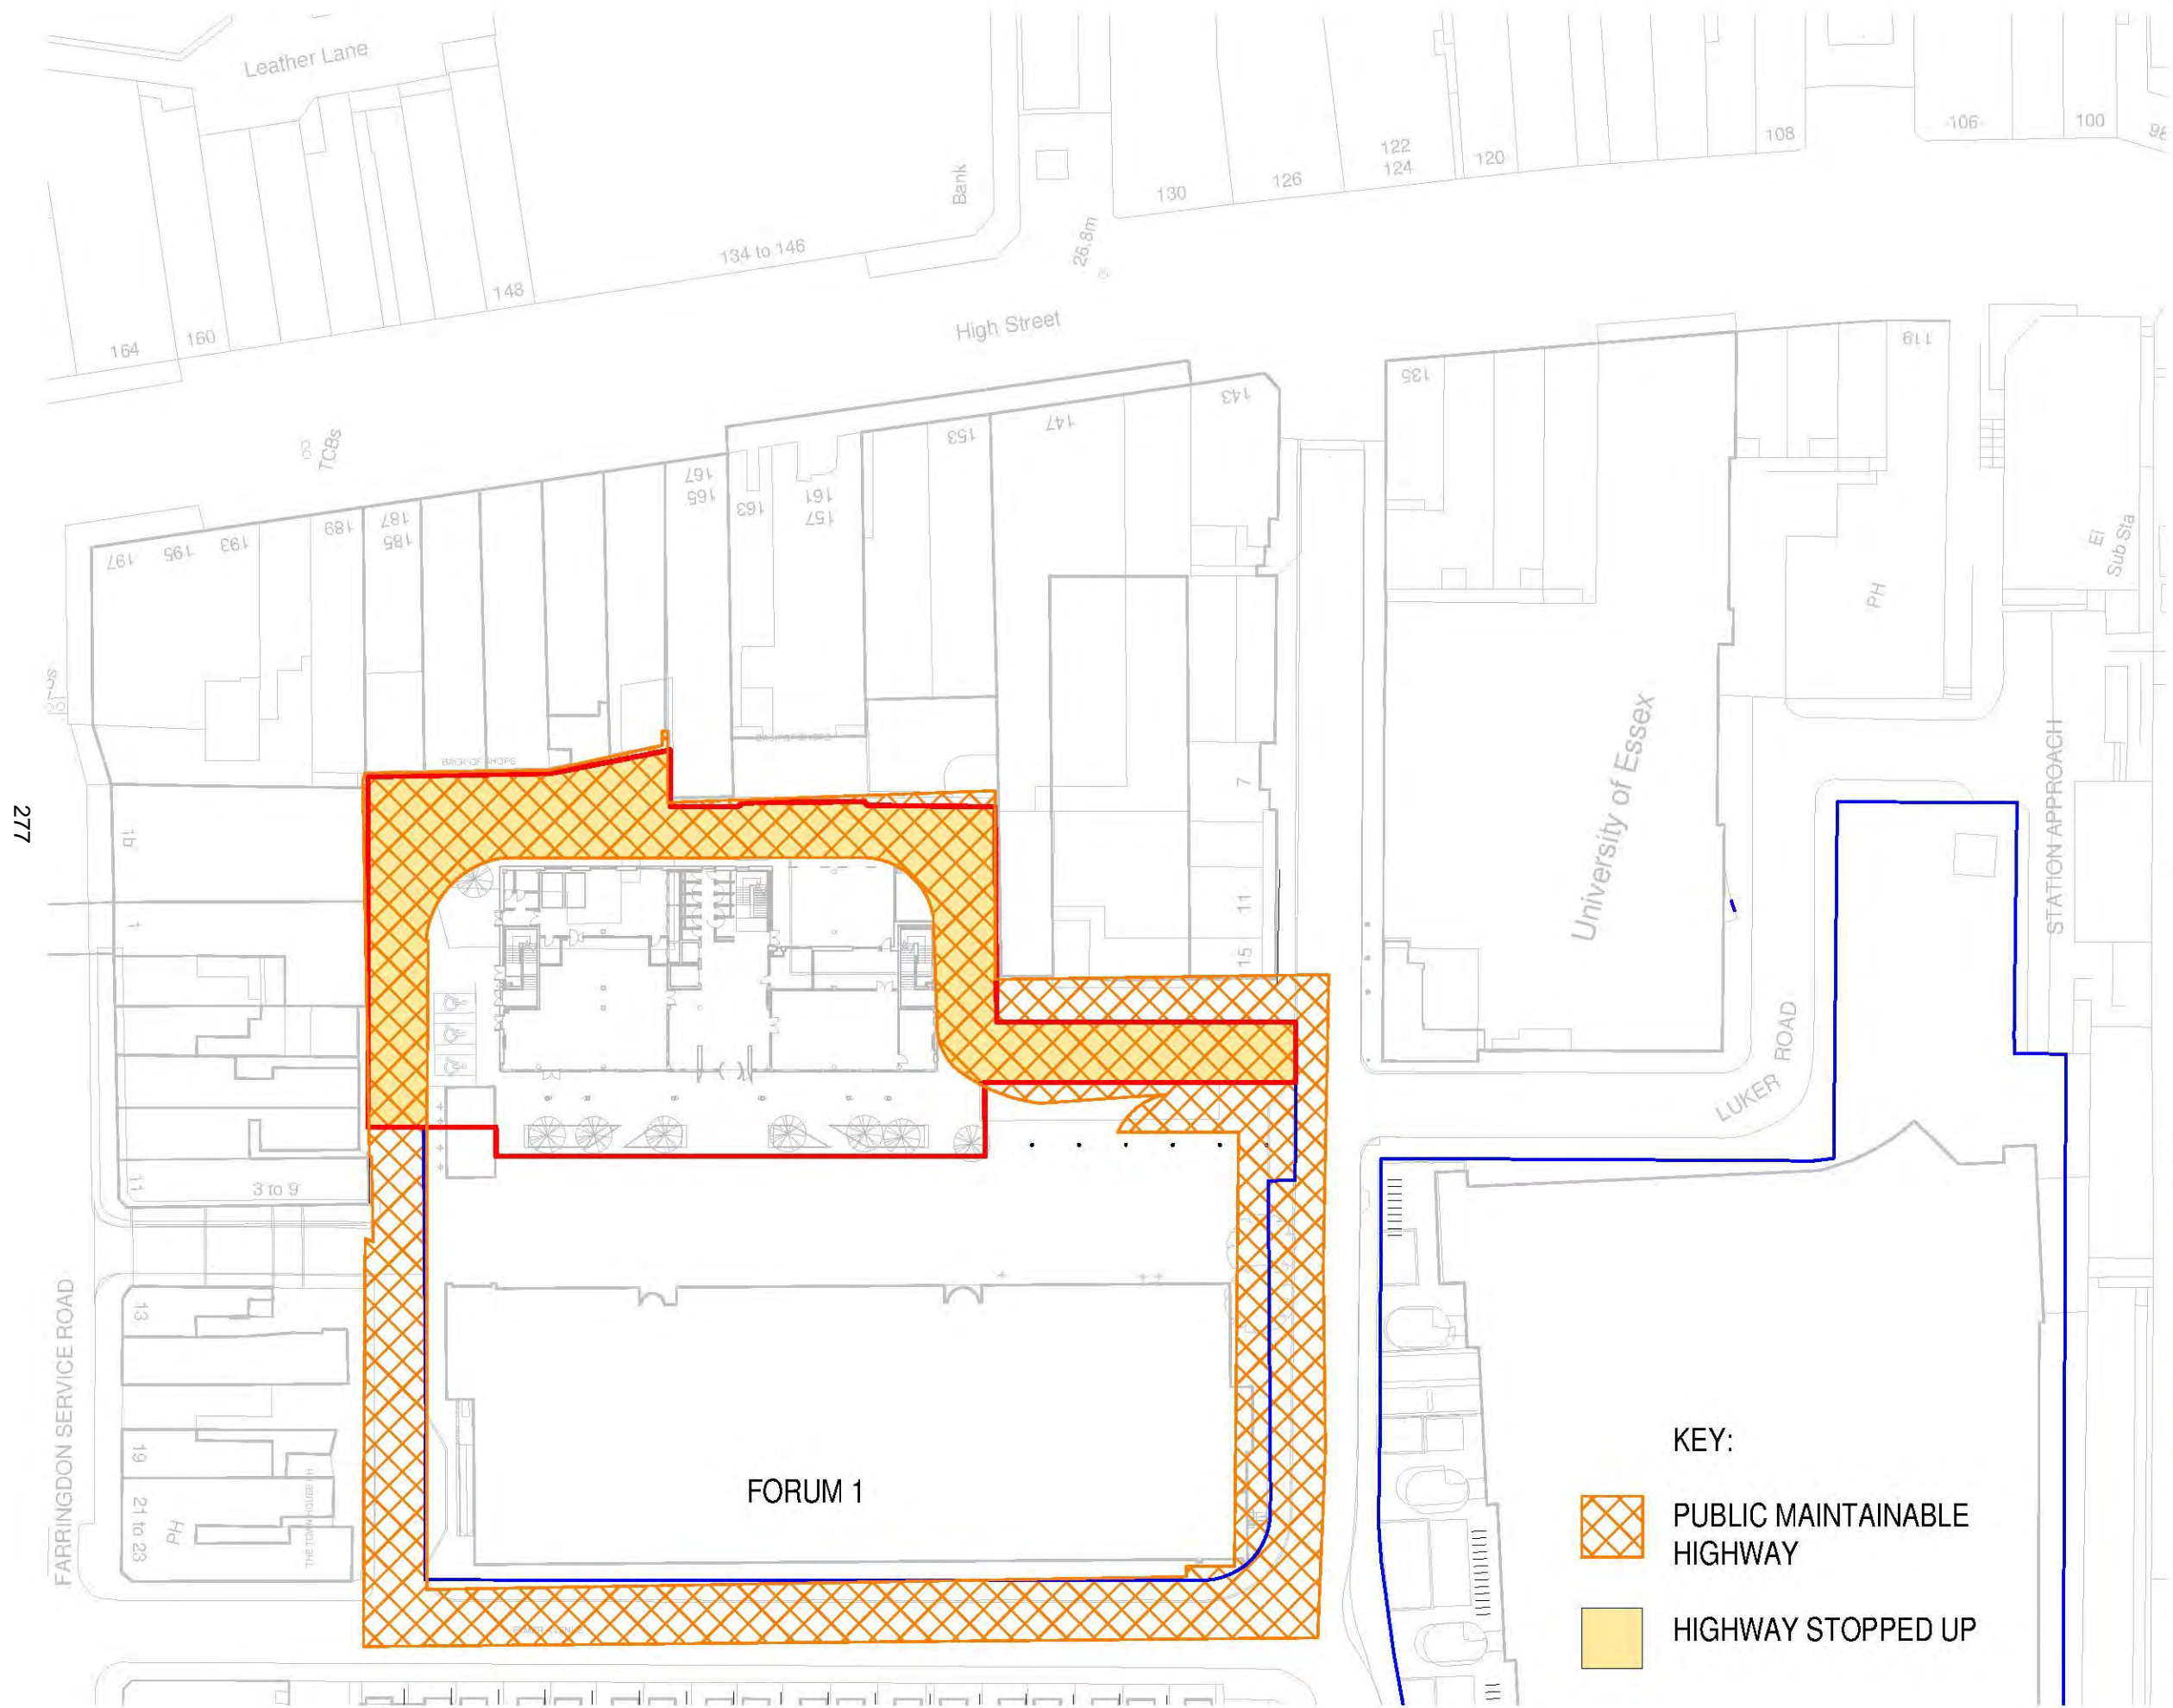 Leather Lane
Bank
134 to 146
148
160
164
26.8m
130
126
122
124
120
108
106
100
High Street
TCBs
197
195
193
189
187
185
167
165
163
161
157
153
147
143
135
119
El
Sub Sta
PH
University of Essex
STATION APPROACH
LUKER ROAD
BACK OF SHOPS
277
1b
1
11
3 to 9
7
11
15
FARRINGDON SERVICE ROAD
13
19
21 to 23
PH
FORUM 1
KEY:
PUBLIC MAINTAINABLE
HIGHWAY
HIGHWAY STOPPED UP